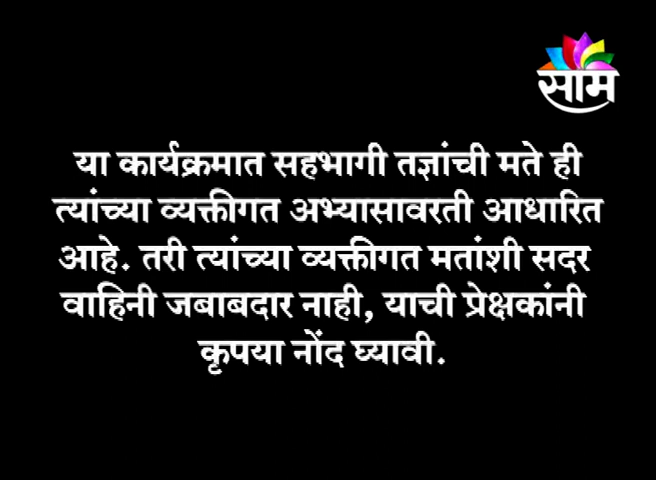 साम
या कार्यक्रमात सहभागी तज्ञांची मते ही
त्यांच्या व्यक्तीगत अभ्यासावरती आधारित
आहे. तरी त्यांच्या व्यक्तीगत मतांशी सदर
वाहिनी जबाबदार नाही, याची प्रेक्षकांनी
कृपया नोंद घ्यावी.